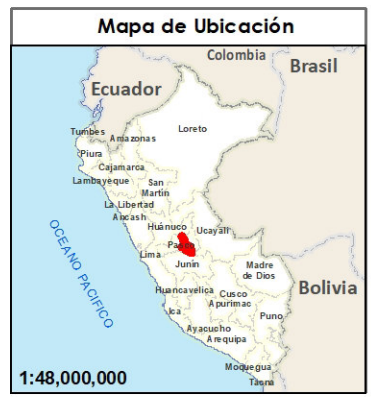 Mapa de Ubicación
Colombia
Brasil
Ecuador
Loreto
Tumbes
Amazonas
Piura
Cajamarca
Lambayeque
San
Martín
La Libertad
Ancash
Huánuco
Ucayali
Pasco
Lima
Junín
Madre
de Dios
OCEANO PACIFICO
Huancavelica
Cusco
Apurimac
Bolivia
Ica
Puno
Ayacucho
Arequipa
Moquegua
Tacna
1:48,000,000